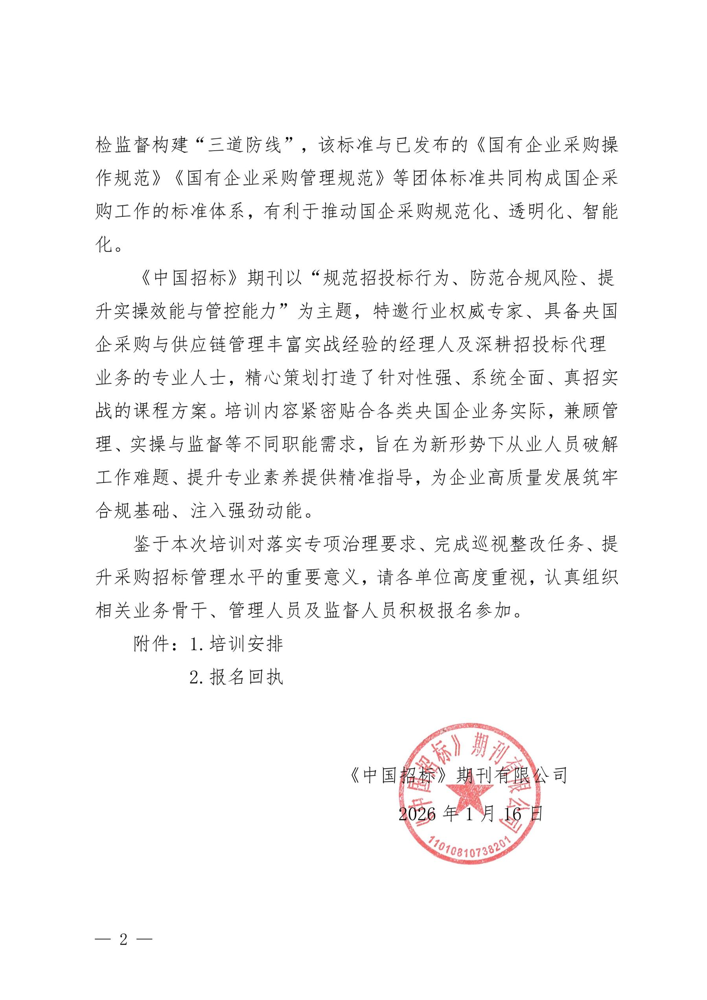 检监督构建“三道防线”，该标准与已发布的《国有企业采购操
作规范》《国有企业采购管理规范》等团体标准共同构成国企采
购工作的标准体系，有利于推动国企采购规范化、透明化、智能
化。
《中国招标》期刊以“规范招投标行为、防范合规风险、提
升实操效能与管控能力”为主题，特邀行业权威专家、具备央国
企采购与供应链管理丰富实战经验的经理人及深耕招投标代理
业务的专业人士，精心策划打造了针对性强、系统全面、真招实
战的课程方案。培训内容紧密贴合各类央国企业务实际，兼顾管
理、实操与监督等不同职能需求，旨在为新形势下从业人员破解
工作难题、提升专业素养提供精准指导，为企业高质量发展筑牢
合规基础、注入强劲动能。
鉴于本次培训对落实专项治理要求、完成巡视整改任务、提
升采购招标管理水平的重要意义，请各单位高度重视，认真组织
相关业务骨干、管理人员及监督人员积极报名参加。
附件：1.培训安排
2.报名回执
《中国招标》期刊有限公司
2026 年 1 月 16 日
《中国招标》期刊有限公司
11010810738201
— 2 —